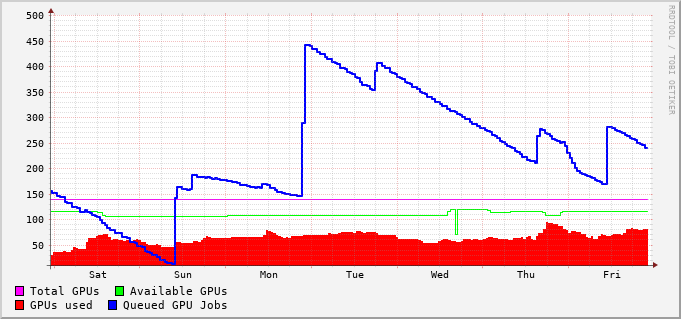 500
450
400
350
300
250
200
150
100
50
Sat Sun Mon Tue Wed Thu Fri
Total GPUs Available GPUs
GPUs used Queued GPU Jobs
RRDTOOL / TOBI OETIKER